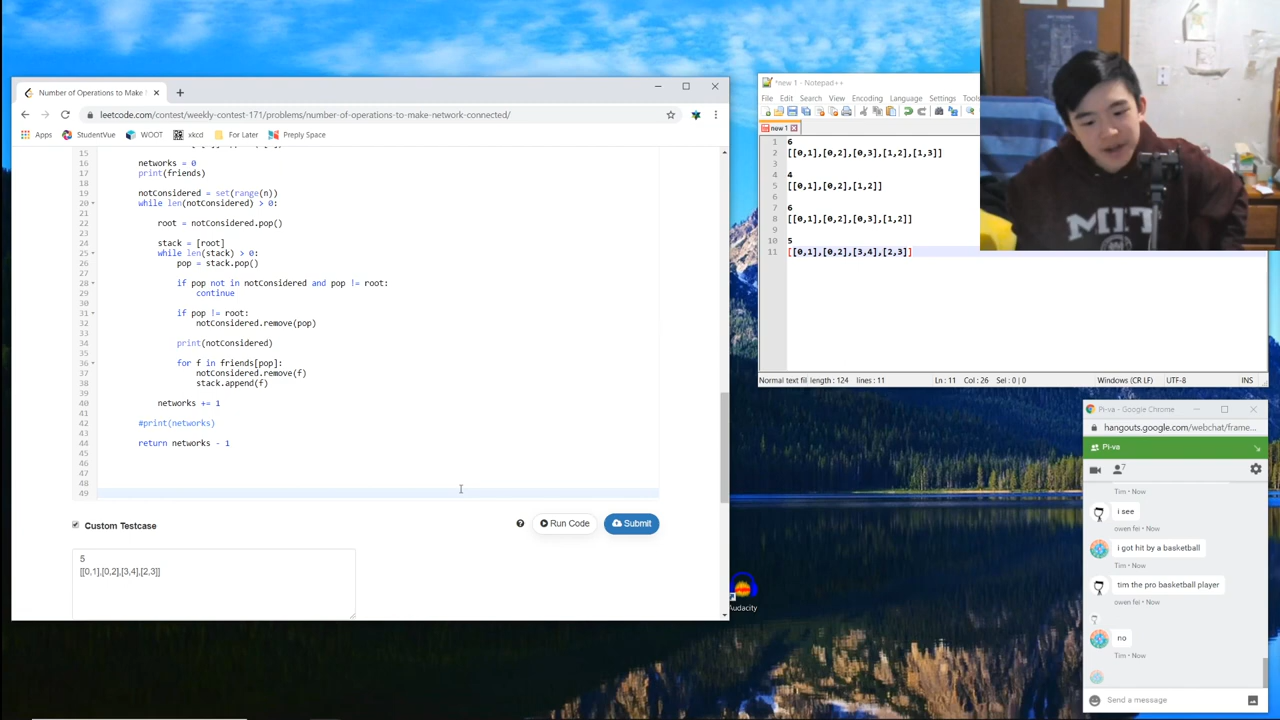 Number of Operations to Make
leetcode.com/contest/weekly-contest
problems/number-of-operations-to-make-network-connected/
Apps
StudentVue
WOOT
xkcd
For Later
Preply Space
15
16 networks = 0
17 print(friends)
18
19 notConsidered = set(range(n))
20 while len(notConsidered) > 0:
21
22 root = notConsidered.pop()
23
24 stack = [root]
25 while len(stack) > 0:
26 pop = stack.pop()
27
28 if pop not in notConsidered and pop != root:
29 continue
30
31 if pop != root:
32 notConsidered.remove(pop)
33
34 print(notConsidered)
35
36 for f in friends[pop]:
37 notConsidered.remove(f)
38 stack.append(f)
39
40 networks += 1
41
42 #print(networks)
43
44 return networks - 1
45
46
47
48
49
Custom Testcase
Run Code
Submit
5
[[0,1],[0,2],[3,4],[2,3]]
Audacity
*new 1 - Notepad++
File Edit Search View Encoding Language Settings Tools
new 1
1 6
2 [[0,1],[0,2],[0,3],[1,2],[1,3]]
3
4 4
5 [[0,1],[0,2],[1,2]]
6
7 6
8 [[0,1],[0,2],[0,3],[1,2]]
9
10 5
11 [[0,1],[0,2],[3,4],[2,3]]
Normal text fil length : 124 lines : 11 Ln : 11 Col : 26 Sel : 0 | 0 Windows (CR LF) UTF-8 INS
MIT
Pi-va - Google Chrome
hangouts.google.com/webchat/frame...
Pi-va
7
Tim • Now
i see
owen fei • Now
i got hit by a basketball
Tim • Now
tim the pro basketball player
owen fei • Now
no
Tim • Now
Send a message